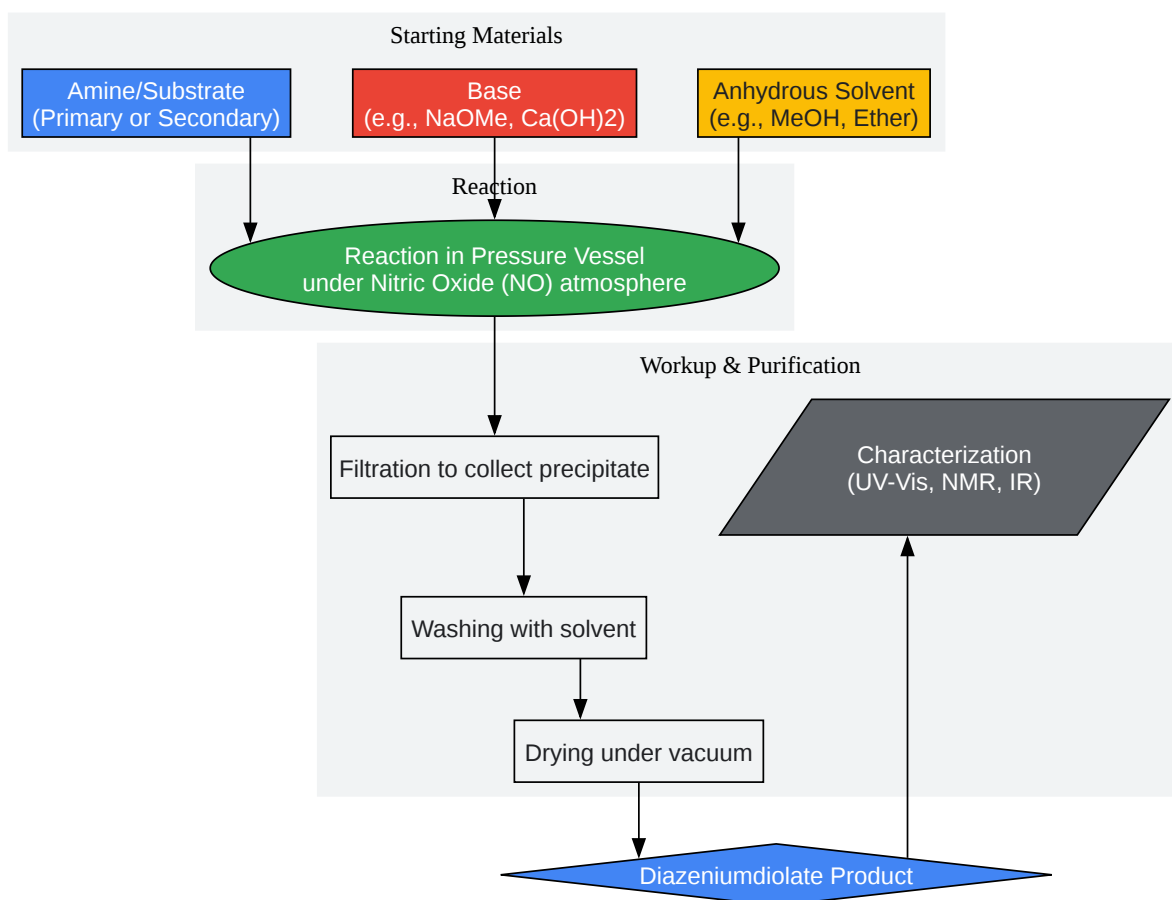 Starting Materials
Amine/Substrate
(Primary or Secondary)
Base
(e.g., NaOMe, Ca(OH)2)
Anhydrous Solvent
(e.g., MeOH, Ether)
Reaction
Reaction in Pressure Vessel
under Nitric Oxide (NO) atmosphere
Workup & Purification
Filtration to collect precipitate
Characterization
(UV-Vis, NMR, IR)
Washing with solvent
Drying under vacuum
Diazeniumdiolate Product